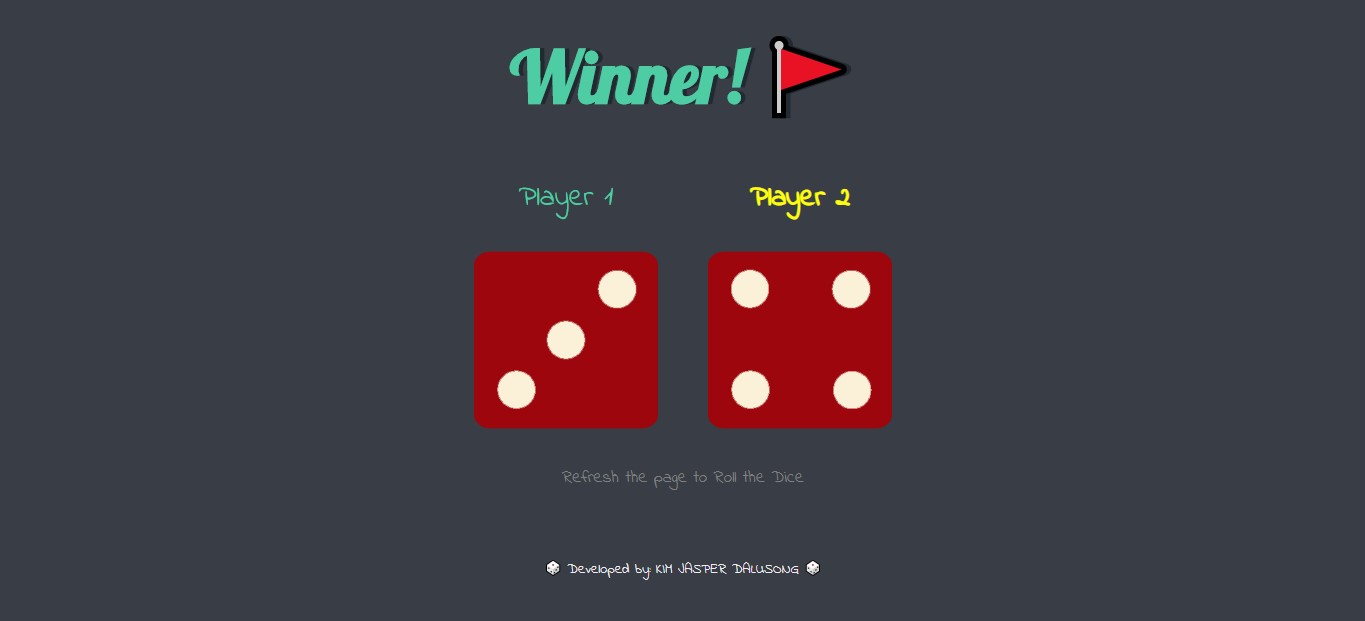 Winner! 🚩
Player 1
Player 2
Refresh the page to Roll the Dice
🎲 Developed by: KIM JASPER DALUSONG 🎲